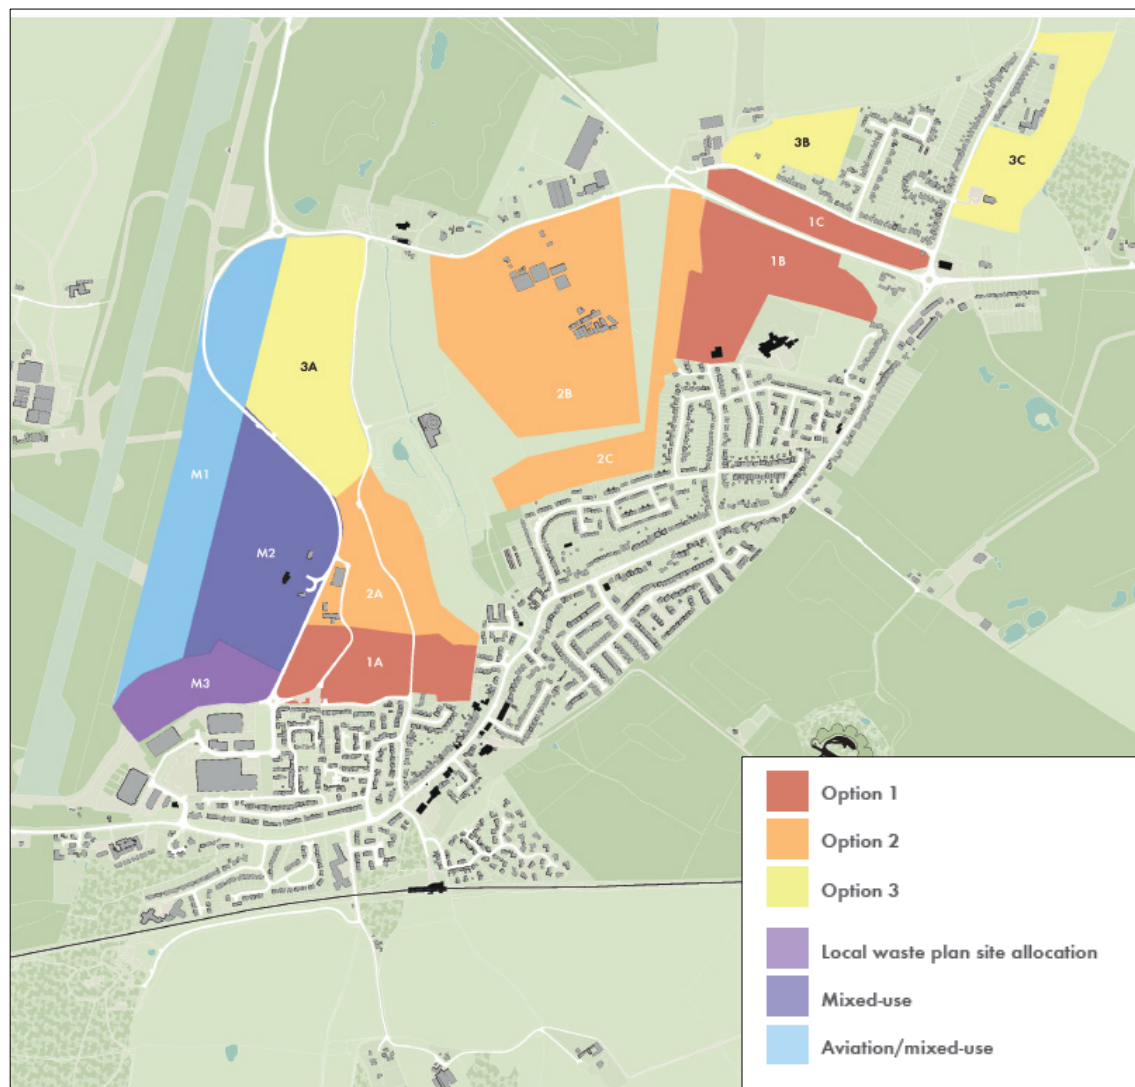 3B
3C
1C
1B
3A
2B
2C
M1
M2
2A
1A
M3
Option 1
Option 2
Option 3
Local waste plan site allocation
Mixed-use
Aviation/mixed-use